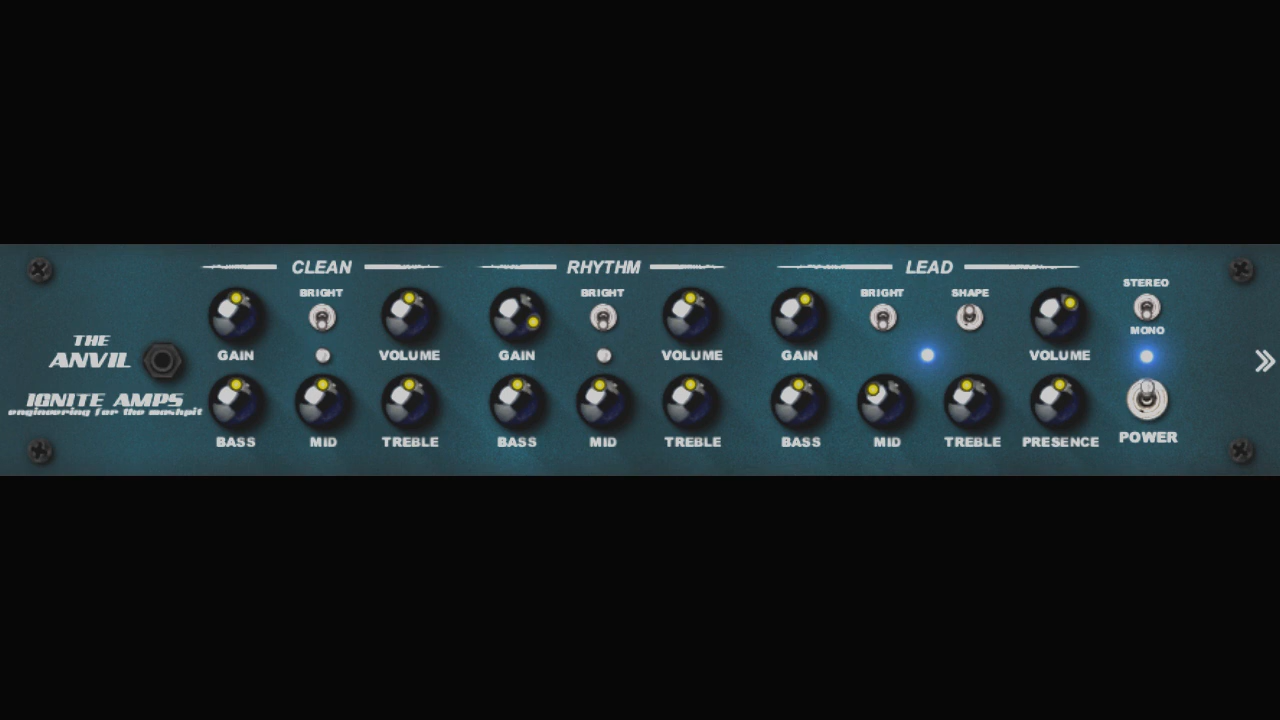 CLEAN
RHYTHM
LEAD
BRIGHT
BRIGHT
BRIGHT
SHAPE
STEREO
MONO
THE
ANVIL
GAIN
VOLUME
GAIN
VOLUME
GAIN
VOLUME
IGNITE AMPS
engineering for the moshpit
BASS
MID
TREBLE
BASS
MID
TREBLE
BASS
MID
TREBLE
PRESENCE
POWER